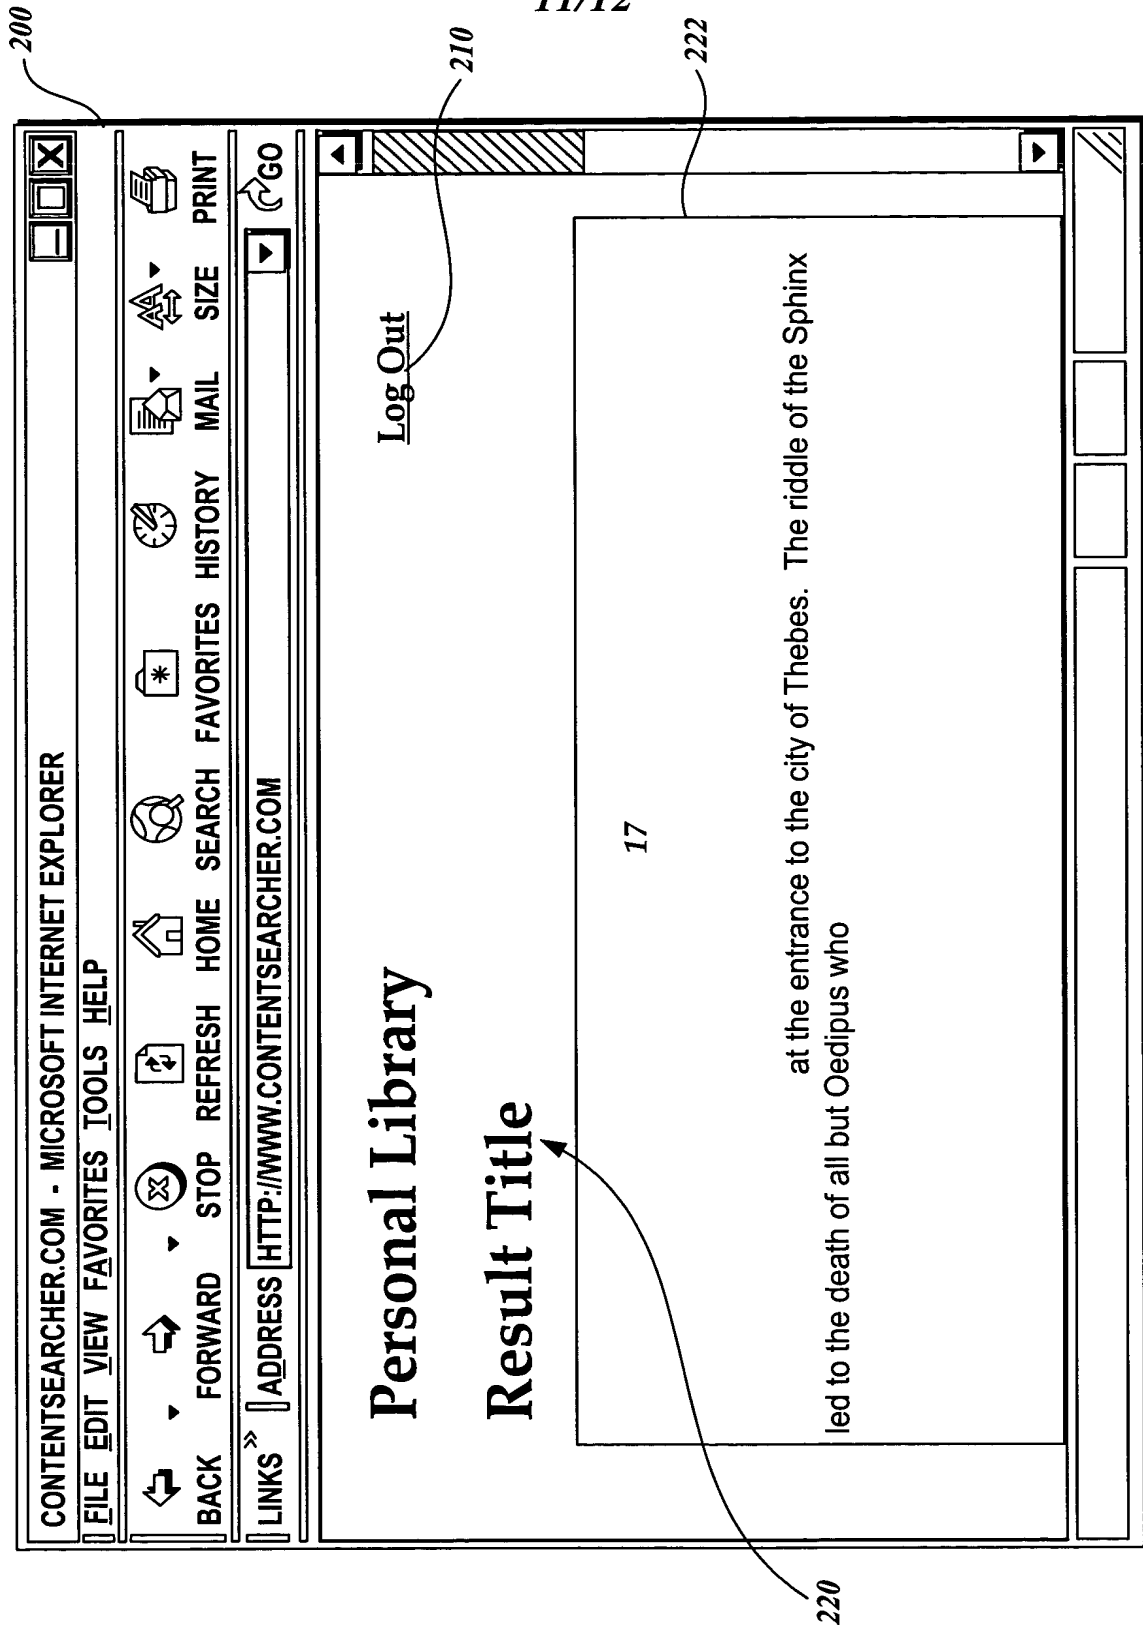 11/12
200
CONTENTSEARCHER.COM - MICROSOFT INTERNET EXPLORER
FILE EDIT VIEW FAVORITES TOOLS HELP
BACK FORWARD STOP REFRESH HOME SEARCH FAVORITES HISTORY MAIL SIZE PRINT
LINKS » ADDRESS HTTP://WWW.CONTENTSEARCHER.COM GO
Personal Library
Log Out
210
Result Title
220
222
17
at the entrance to the city of Thebes. The riddle of the Sphinx
led to the death of all but Oedipus who